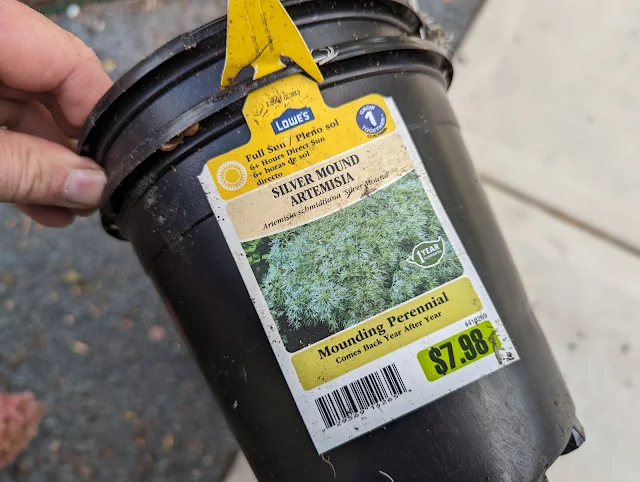 LOWE'S
GROW
1
TOGETHER
Full Sun / Pleno sol
6+ Hours Direct Sun
6+ horas de sol
directo
SILVER MOUND
ARTEMISIA
Artemisia schmidtiana 'Silver Mound'
1 YEAR
Mounding Perennial
Comes Back Year After Year
$7.98